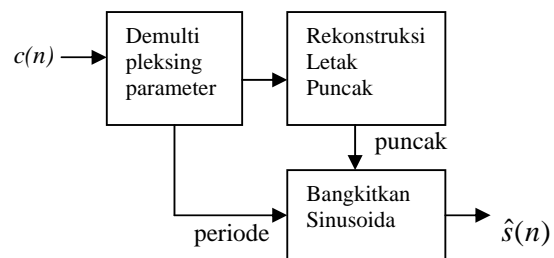 c(n)
Demulti
pleksing
parameter
Rekonstruksi
Letak
Puncak
puncak
periode
Bangkitkan
Sinusoida
ŝ(n)